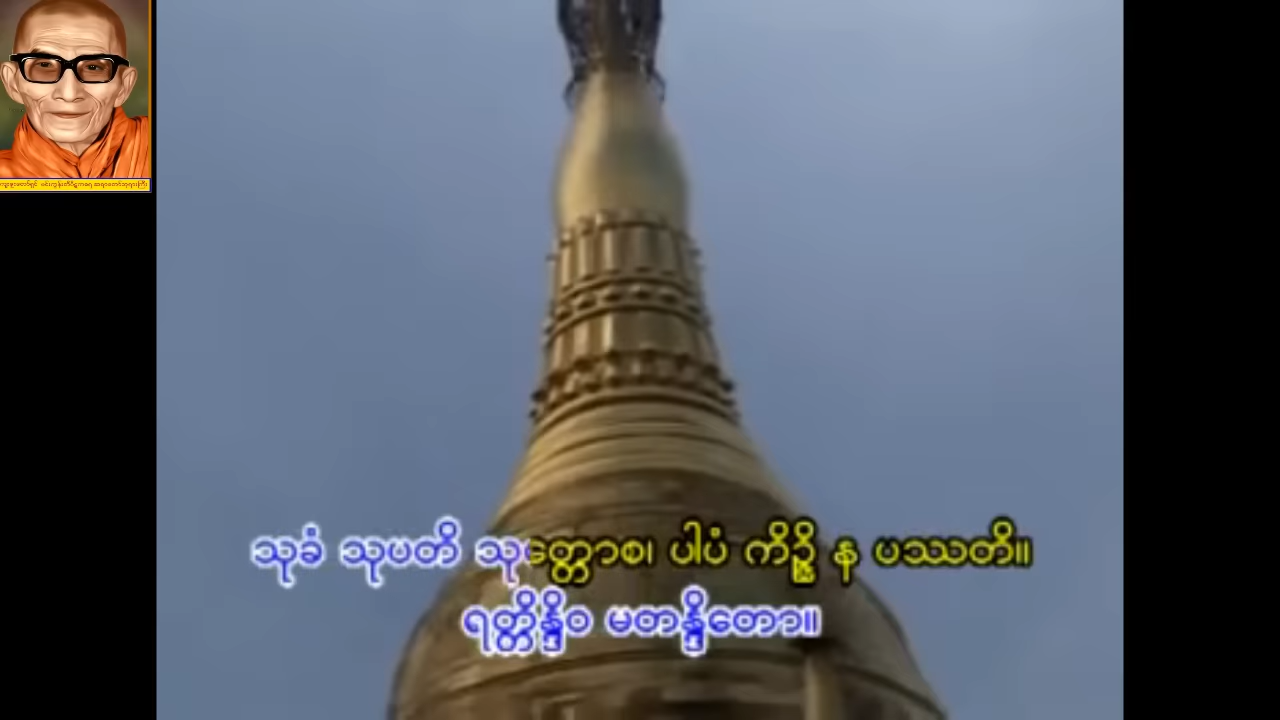 သုခံ သုပတိ သုတ္တောစ၊ ပါပံ ကိဉ္စိ န ပဿတိ။
ရတ္တိန္ဒိဝ မတန္ဒိတော။